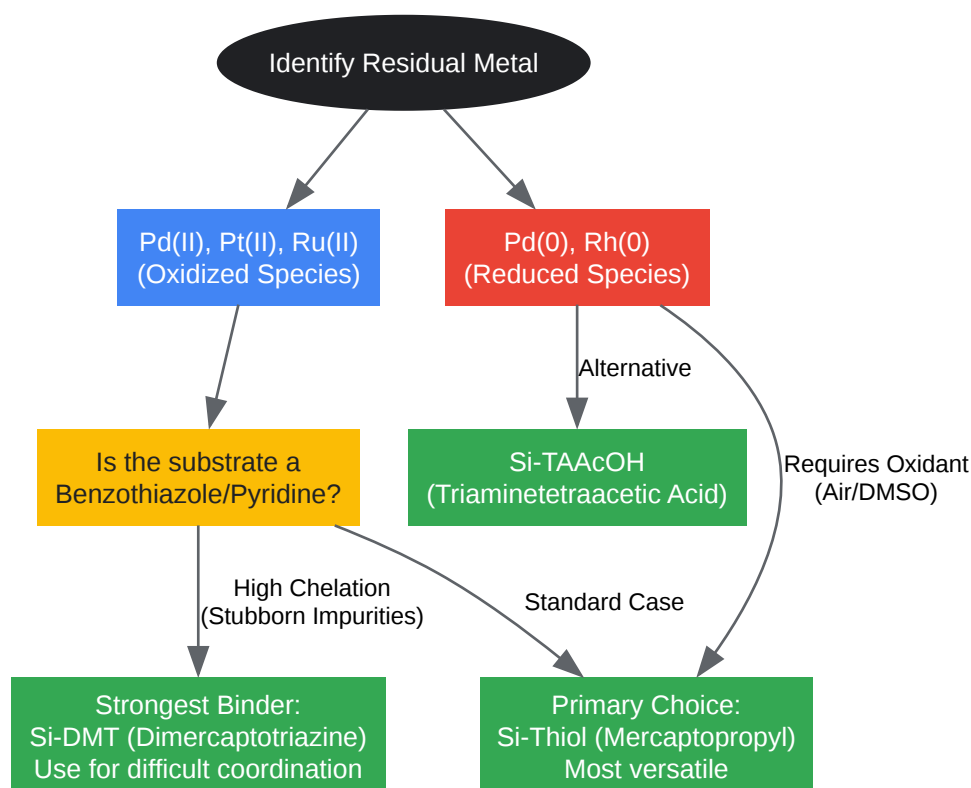 Identify Residual Metal
Pd(II), Pt(II), Ru(II)
(Oxidized Species)
Pd(0), Rh(0)
(Reduced Species)
Alternative
Is the substrate a
Benzothiazole/Pyridine?
Si-TAAcOH
(Triaminetetraacetic Acid)
Requires Oxidant
(Air/DMSO)
High Chelation
(Stubborn Impurities)
Standard Case
Strongest Binder:
Si-DMT (Dimercaptotriazine)
Use for difficult coordination
Primary Choice:
Si-Thiol (Mercaptopropyl)
Most versatile